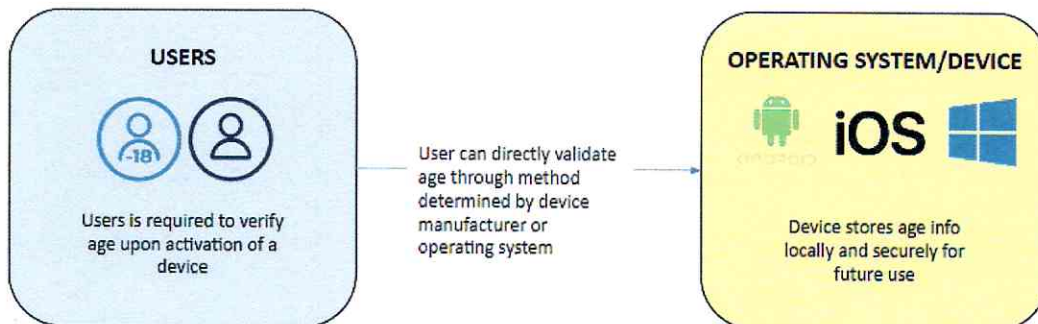 USERS
-18
Users is required to verify
age upon activation of a
device
User can directly validate
age through method
determined by device
manufacturer or
operating system
OPERATING SYSTEM/DEVICE
iOS
Device stores age info
locally and securely for
future use